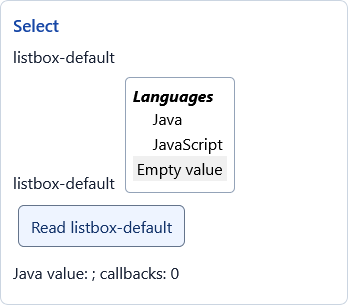 Select
listbox-default
Languages
Java
JavaScript
Empty value
listbox-default
Read listbox-default
Java value: ; callbacks: 0